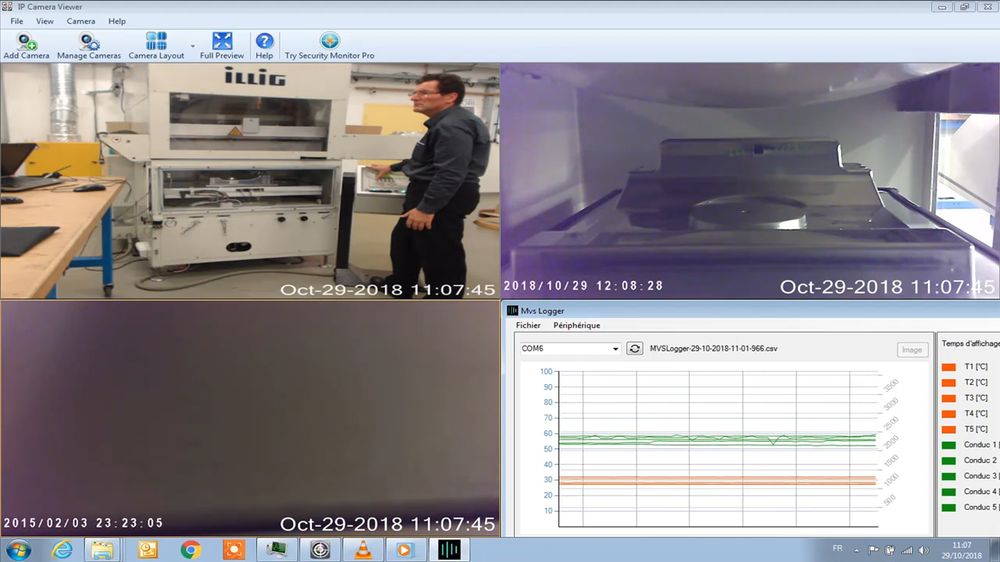 IP Camera Viewer
File View Camera Help
Add Camera Manage Cameras Camera Layout Full Preview Help Try Security Monitor Pro
ILLIG
Oct-29-2018 11:07:45
2018/10/29 12:08:28
Oct-29-2018 11:07:45
2015/02/03 23:23:05
Oct-29-2018 11:07:45
Mvs Logger
Fichier Périphérique
COM6
MVSLogger-29-10-2018-11-01-966.csv
Image
100
90
80
70
60
50
40
30
20
10
3500
3000
2500
2000
1500
1000
500
Temps d'affichage
T1 [°C]
T2 [°C]
T3 [°C]
T4 [°C]
T5 [°C]
Conduc 1 [
Conduc 2
Conduc 3 [
Conduc 4 [
Conduc 5 [
FR
11:07
29/10/2018